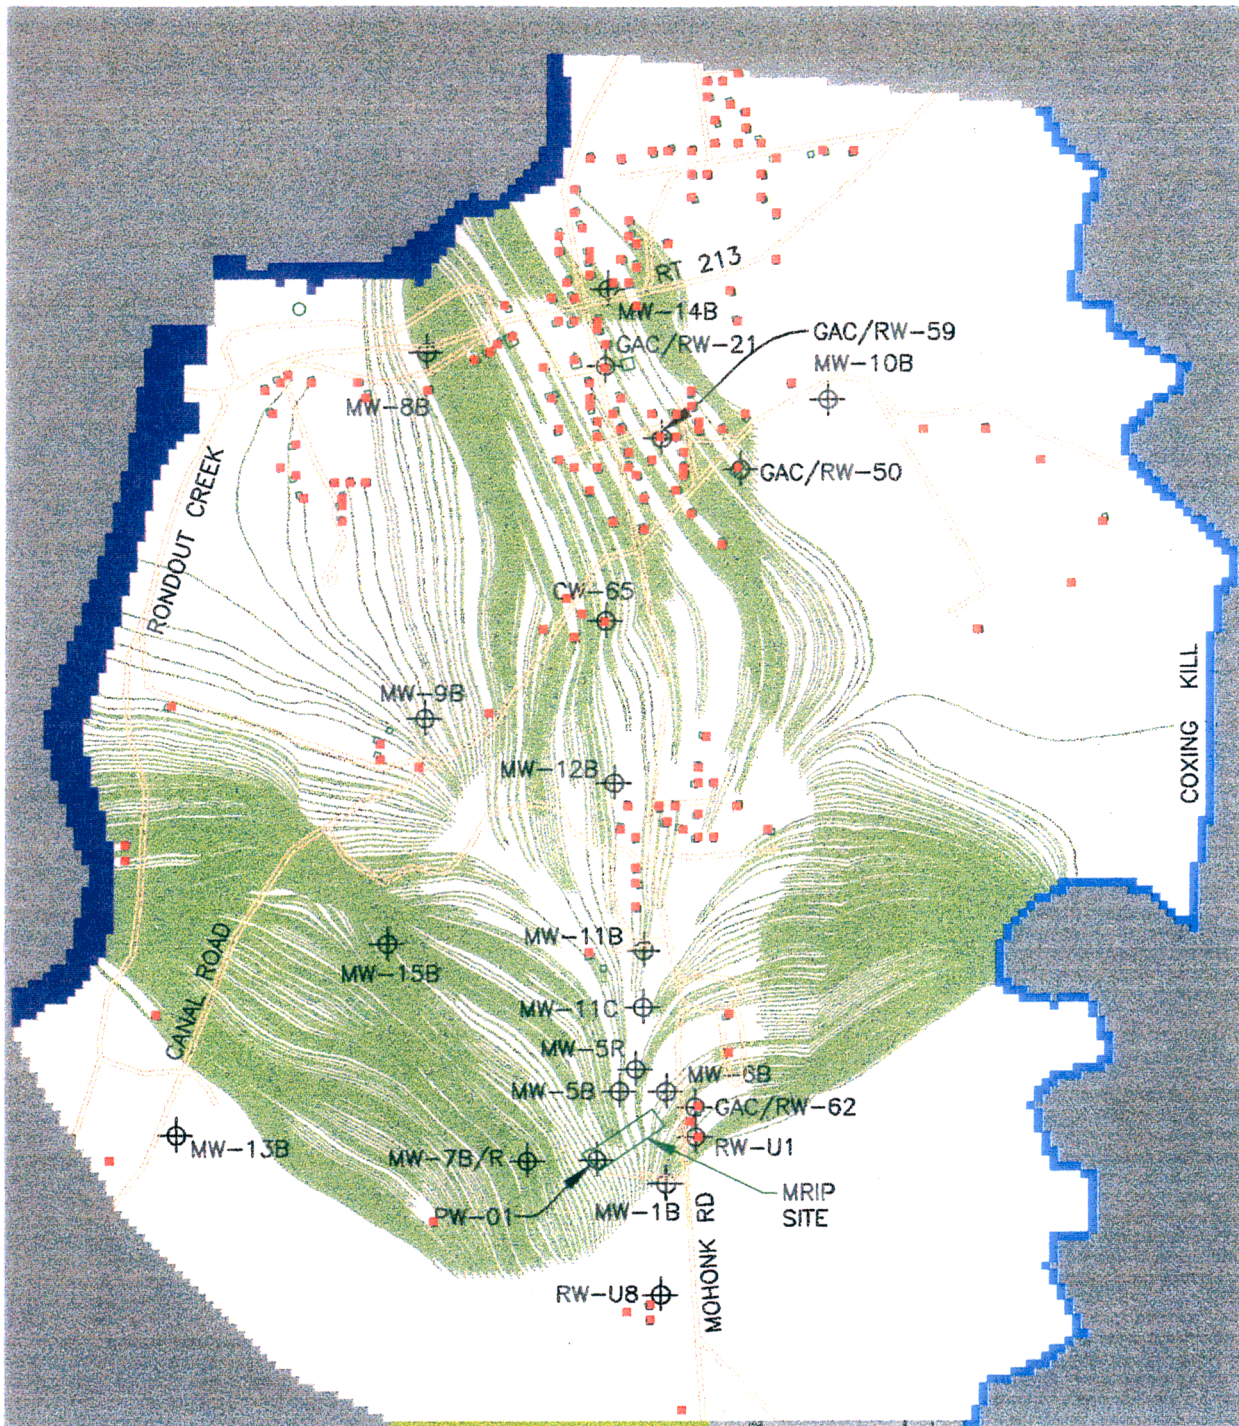 RT 213
MW-14B
GAC/RW-59
GAC/RW-21
MW-10B
MW-8B
GAC/RW-50
RONDOUT CREEK
CW-65
COXING KILL
MW-9B
MW-12B
MW-11B
MW-15B
CANAL ROAD
MW-11C
MW-5R
MW-5B
MW-6B
GAC/RW-62
MW-13B
MW-7B/R
RW-U1
PW-01
MW-1B
MRIP
SITE
MOHONK RD
RW-U8